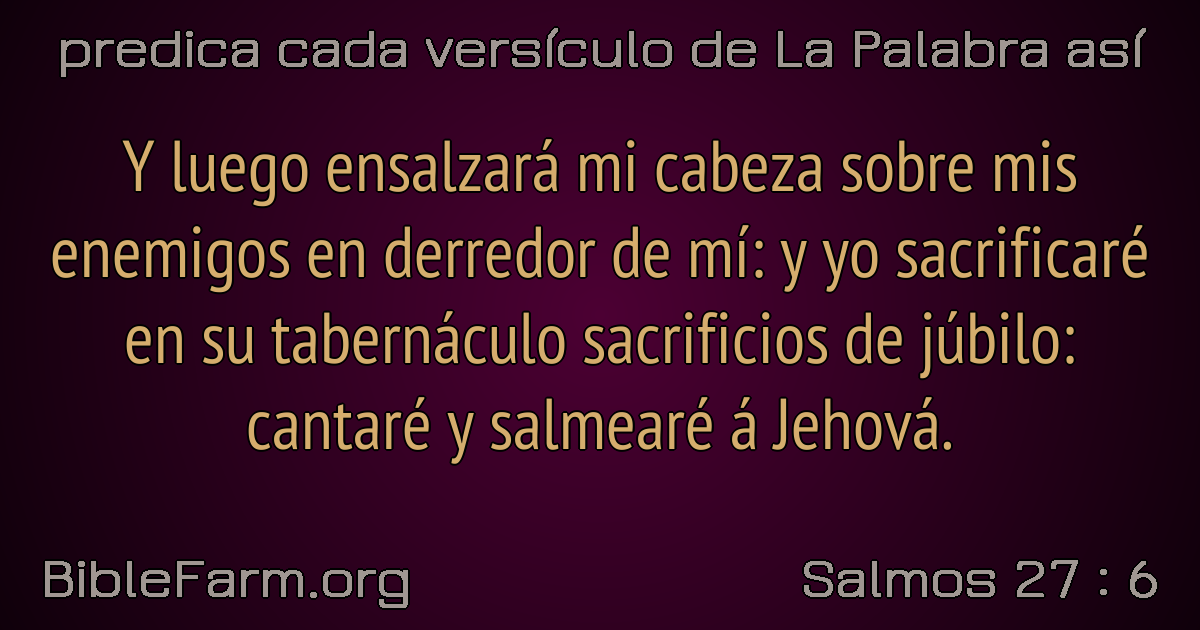 predica cada versículo de La Palabra así
Y luego ensalzará mi cabeza sobre mis
enemigos en derredor de mí: y yo sacrificaré
en su tabernáculo sacrificios de júbilo:
cantaré y salmearé á Jehová.
BibleFarm.org
Salmos 27 : 6